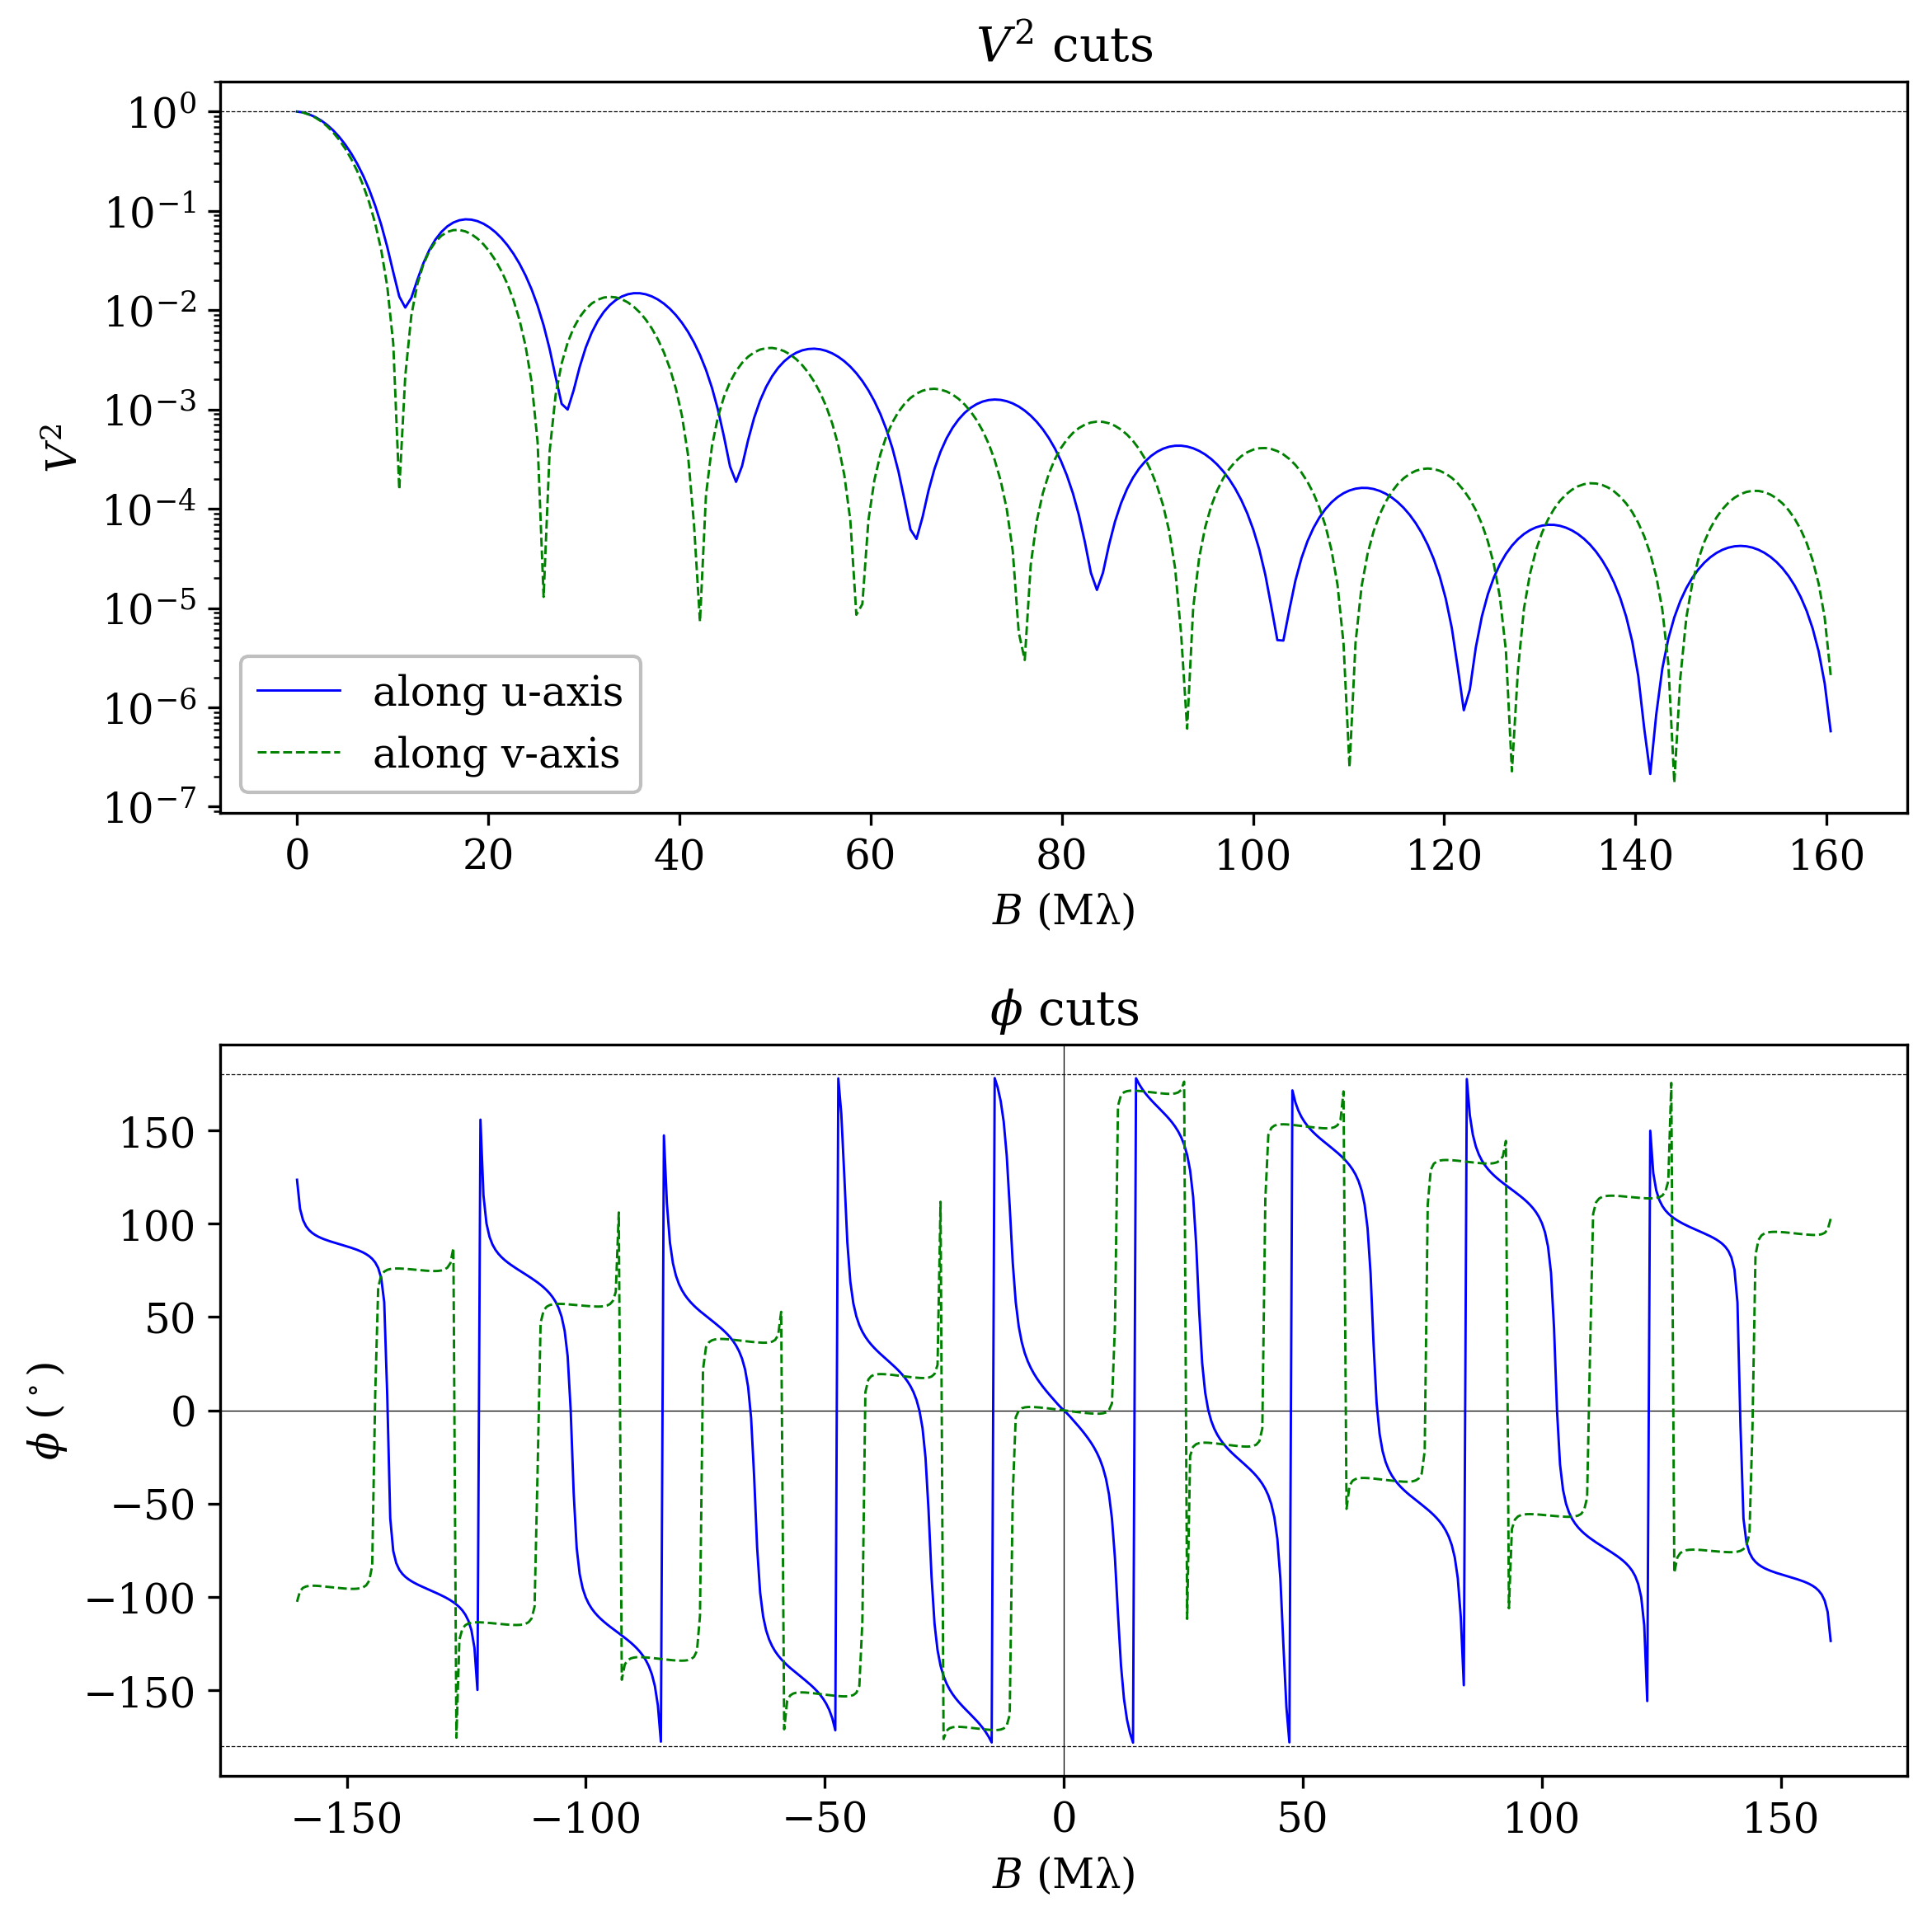 V² cuts
10⁰
10⁻¹
10⁻²
10⁻³
10⁻⁴
10⁻⁵
10⁻⁶
10⁻⁷
V²
along u-axis
along v-axis
0 20 40 60 80 100 120 140 160
B (Mλ)
ϕ cuts
150
100
50
0
−50
−100
−150
ϕ (°)
−150 −100 −50 0 50 100 150
B (Mλ)